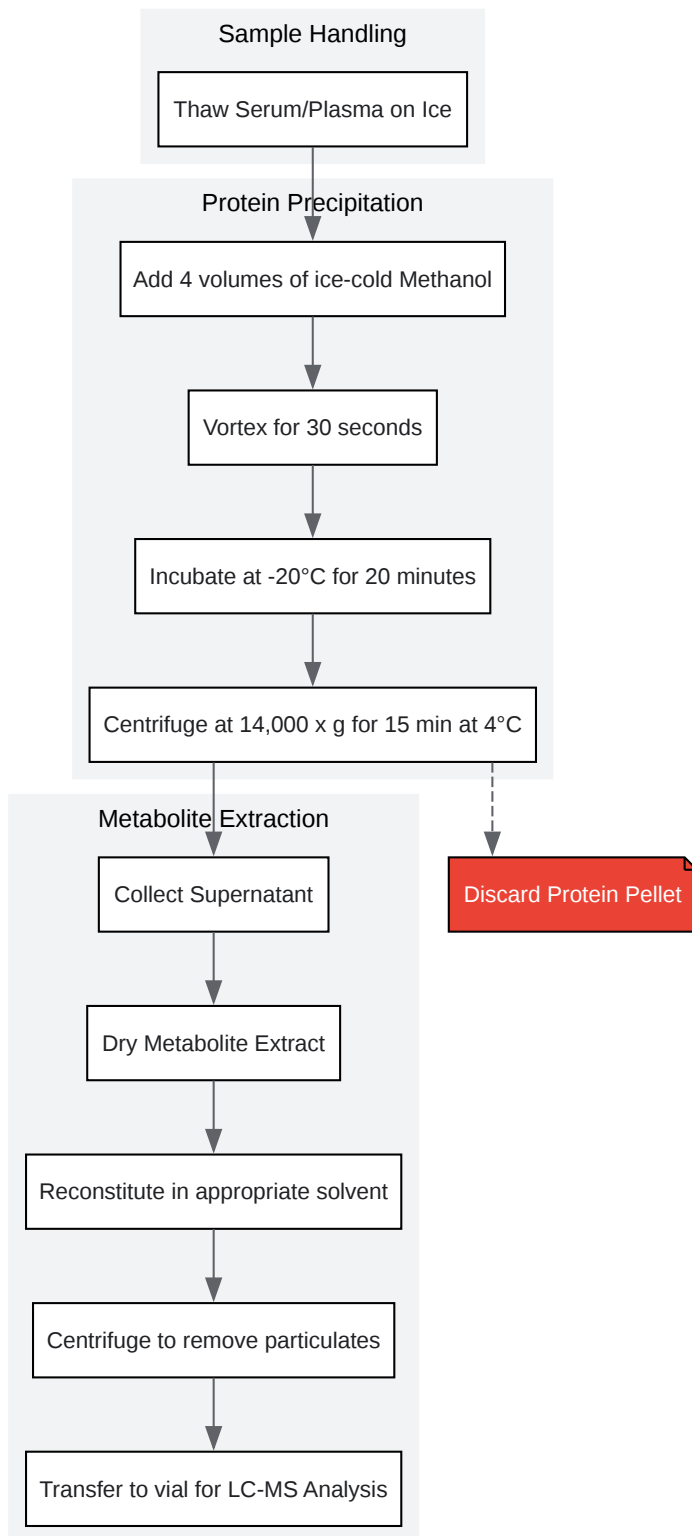 Sample Handling
Thaw Serum/Plasma on Ice
Protein Precipitation
Add 4 volumes of ice-cold Methanol
Vortex for 30 seconds
Incubate at -20°C for 20 minutes
Centrifuge at 14,000 x g for 15 min at 4°C
Metabolite Extraction
Collect Supernatant
Discard Protein Pellet
Dry Metabolite Extract
Reconstitute in appropriate solvent
Centrifuge to remove particulates
Transfer to vial for LC-MS Analysis